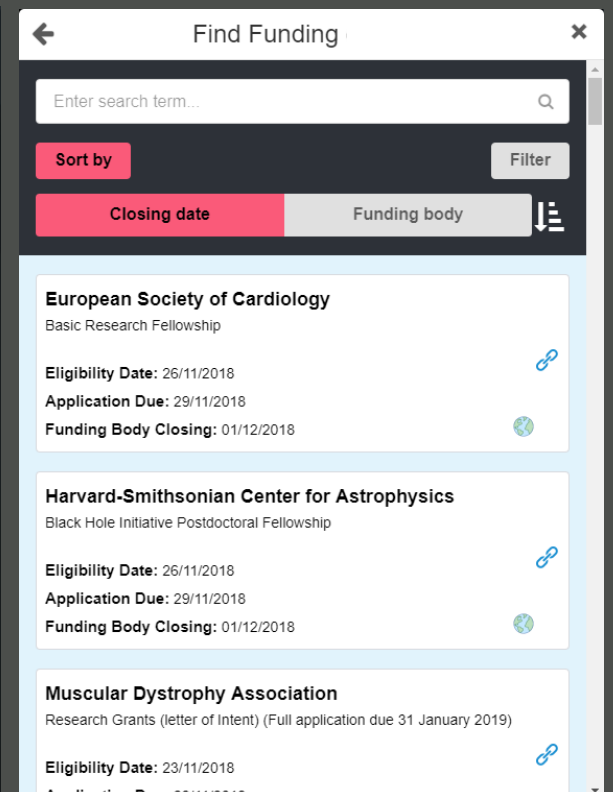 Find Funding
Enter search term...
Sort by
Filter
Closing date
Funding body
European Society of Cardiology
Basic Research Fellowship
Eligibility Date: 26/11/2018
Application Due: 29/11/2018
Funding Body Closing: 01/12/2018
Harvard-Smithsonian Center for Astrophysics
Black Hole Initiative Postdoctoral Fellowship
Eligibility Date: 26/11/2018
Application Due: 29/11/2018
Funding Body Closing: 01/12/2018
Muscular Dystrophy Association
Research Grants (letter of Intent) (Full application due 31 January 2019)
Eligibility Date: 23/11/2018